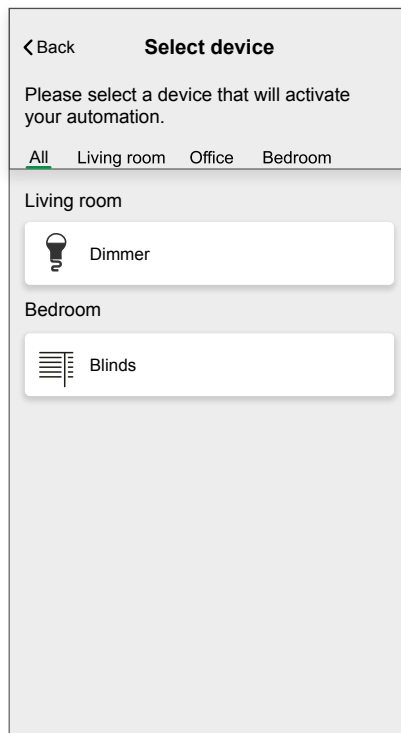 Back
Select device
Please select a device that will activate
your automation.
All Living room Office Bedroom
Living room
Dimmer
Bedroom
Blinds